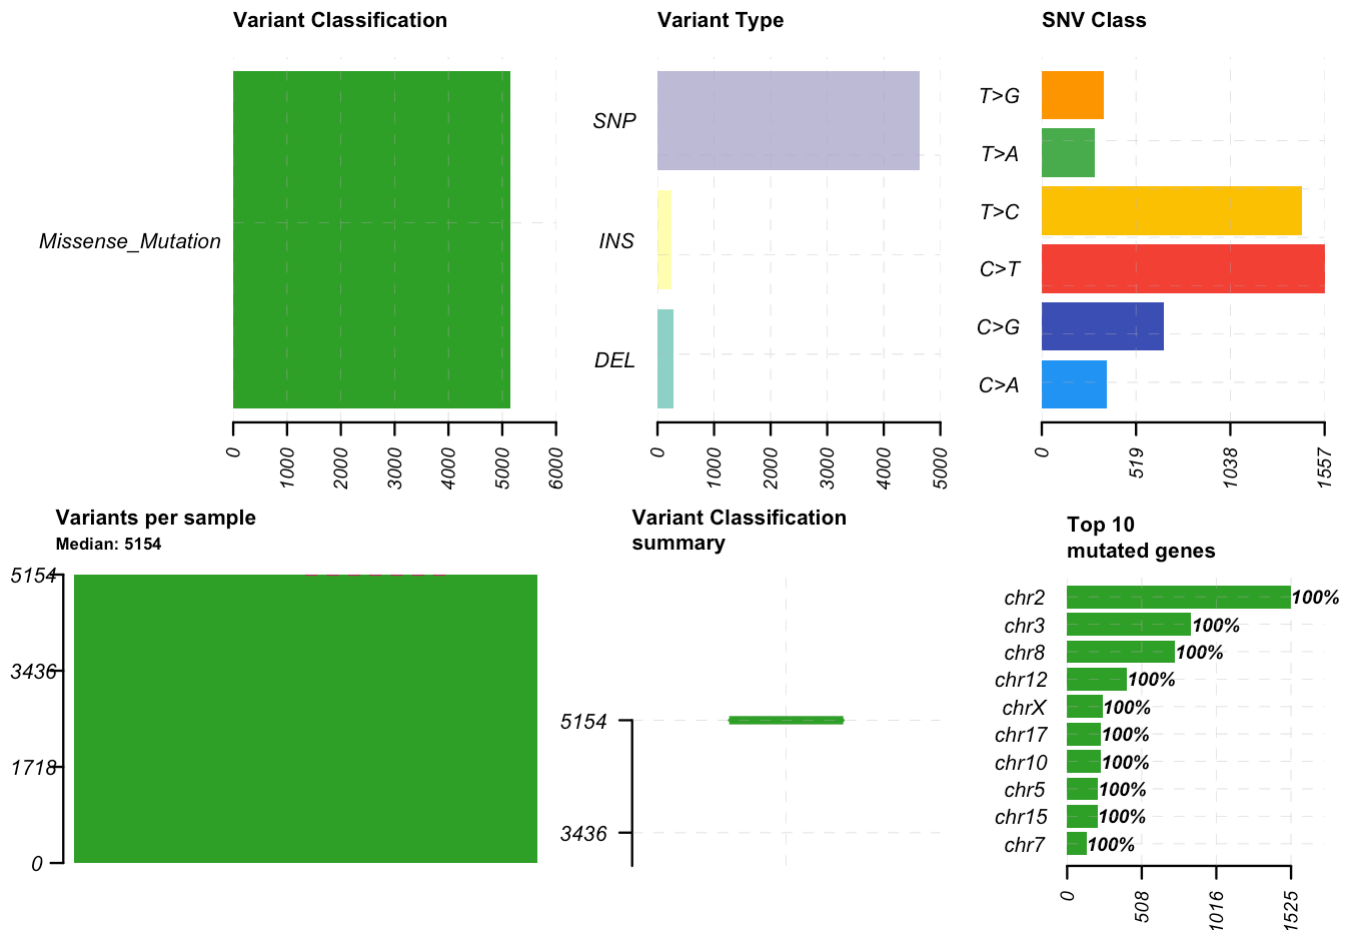 Variant Classification
Missense_Mutation
0 1000 2000 3000 4000 5000 6000
Variant Type
SNP
INS
DEL
0 1000 2000 3000 4000 5000
SNV Class
T>G
T>A
T>C
C>T
C>G
C>A
0 519 1038 1557
Variants per sample
Median: 5154
5154
3436
1718
0
Variant Classification
summary
5154
3436
Top 10
mutated genes
chr2 100%
chr3 100%
chr8 100%
chr12 100%
chrX 100%
chr17 100%
chr10 100%
chr5 100%
chr15 100%
chr7 100%
0 508 1016 1525